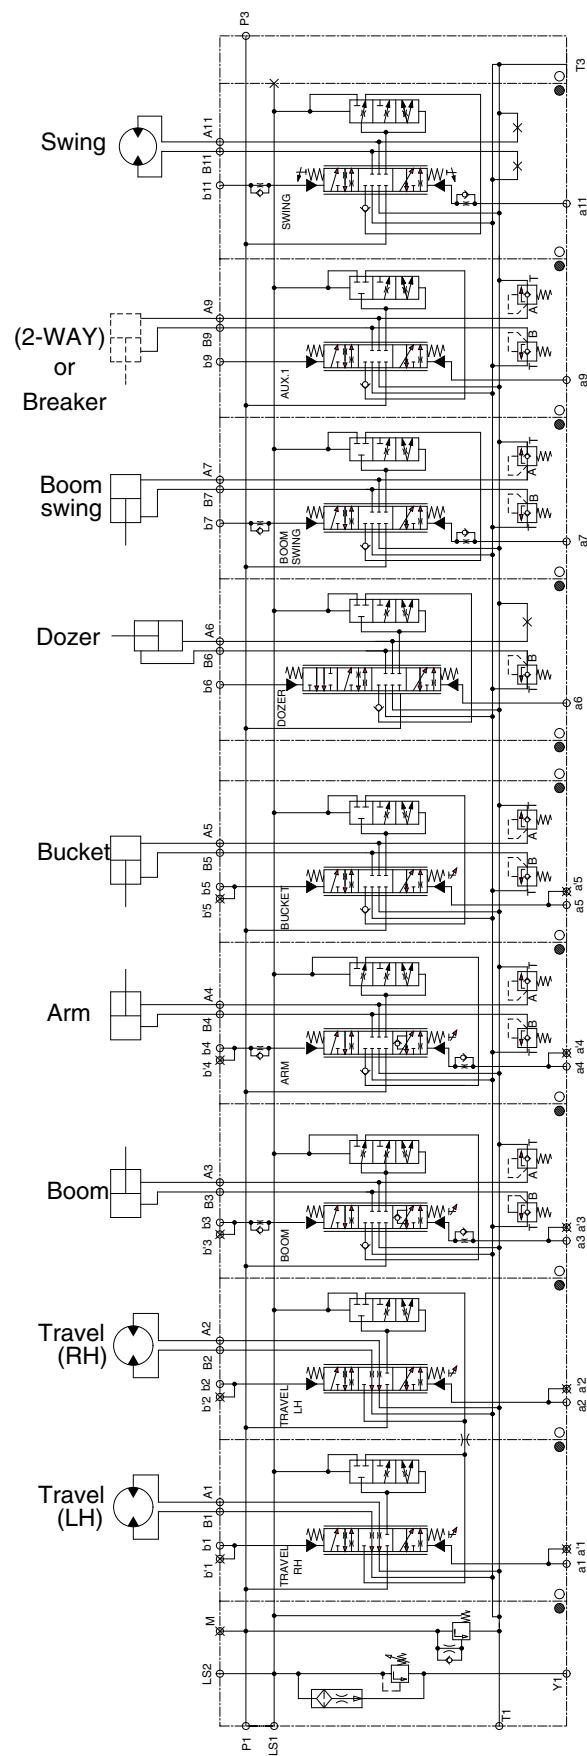 P3
T3
Swing
A11
B11
b11
SWING
a11
(2-WAY)
or
Breaker
A9
B9
b9
AUX.1
T
A
B
T
a9
Boom
swing
A7
B7
b7
BOOM
SWING
T
A
B
T
a7
Dozer
A6
B6
b6
DOZER
B
T
a6
Bucket
A5
B5
b5
b'5
BUCKET
T
A
B
T
a'5
a5
Arm
A4
B4
b4
b'4
ARM
T
A
B
T
a'4
a4
Boom
A3
B3
b3
b'3
BOOM
T
A
B
T
a'3
a3
Travel
(RH)
A2
B2
b2
b'2
TRAVEL
LH
a'2
a2
Travel
(LH)
A1
B1
b1
b'1
TRAVEL
RH
a'1
a1
M
LS2
4
Y1
P1
LS1
T1